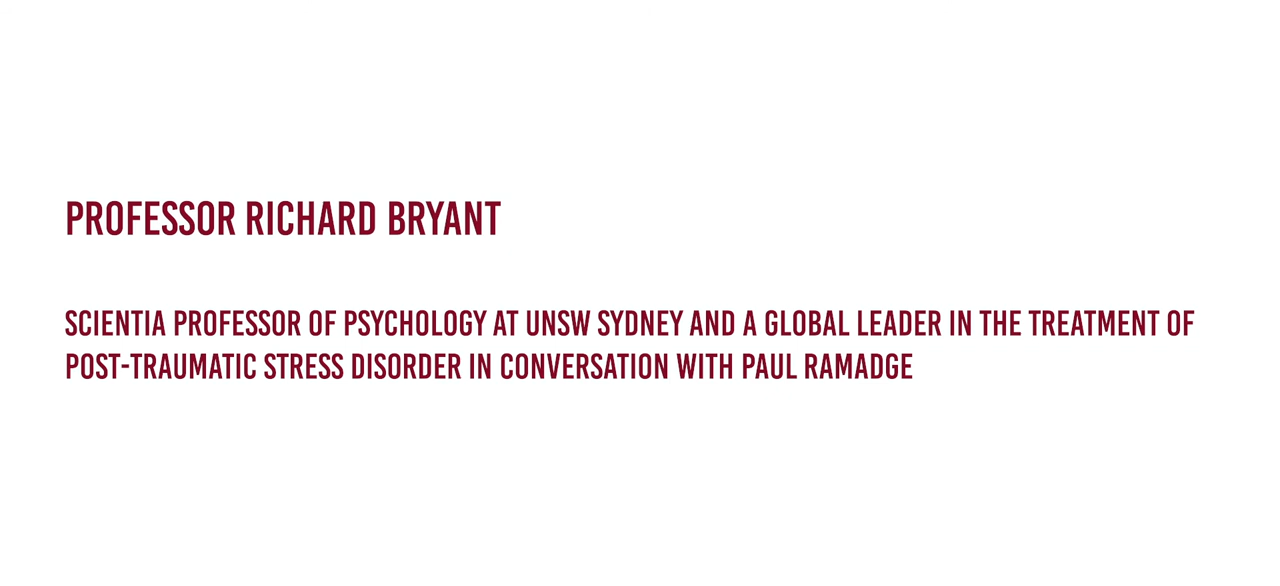 PROFESSOR RICHARD BRYANT
SCIENTIA PROFESSOR OF PSYCHOLOGY AT UNSW SYDNEY AND A GLOBAL LEADER IN THE TREATMENT OF
POST-TRAUMATIC STRESS DISORDER IN CONVERSATION WITH PAUL RAMADGE